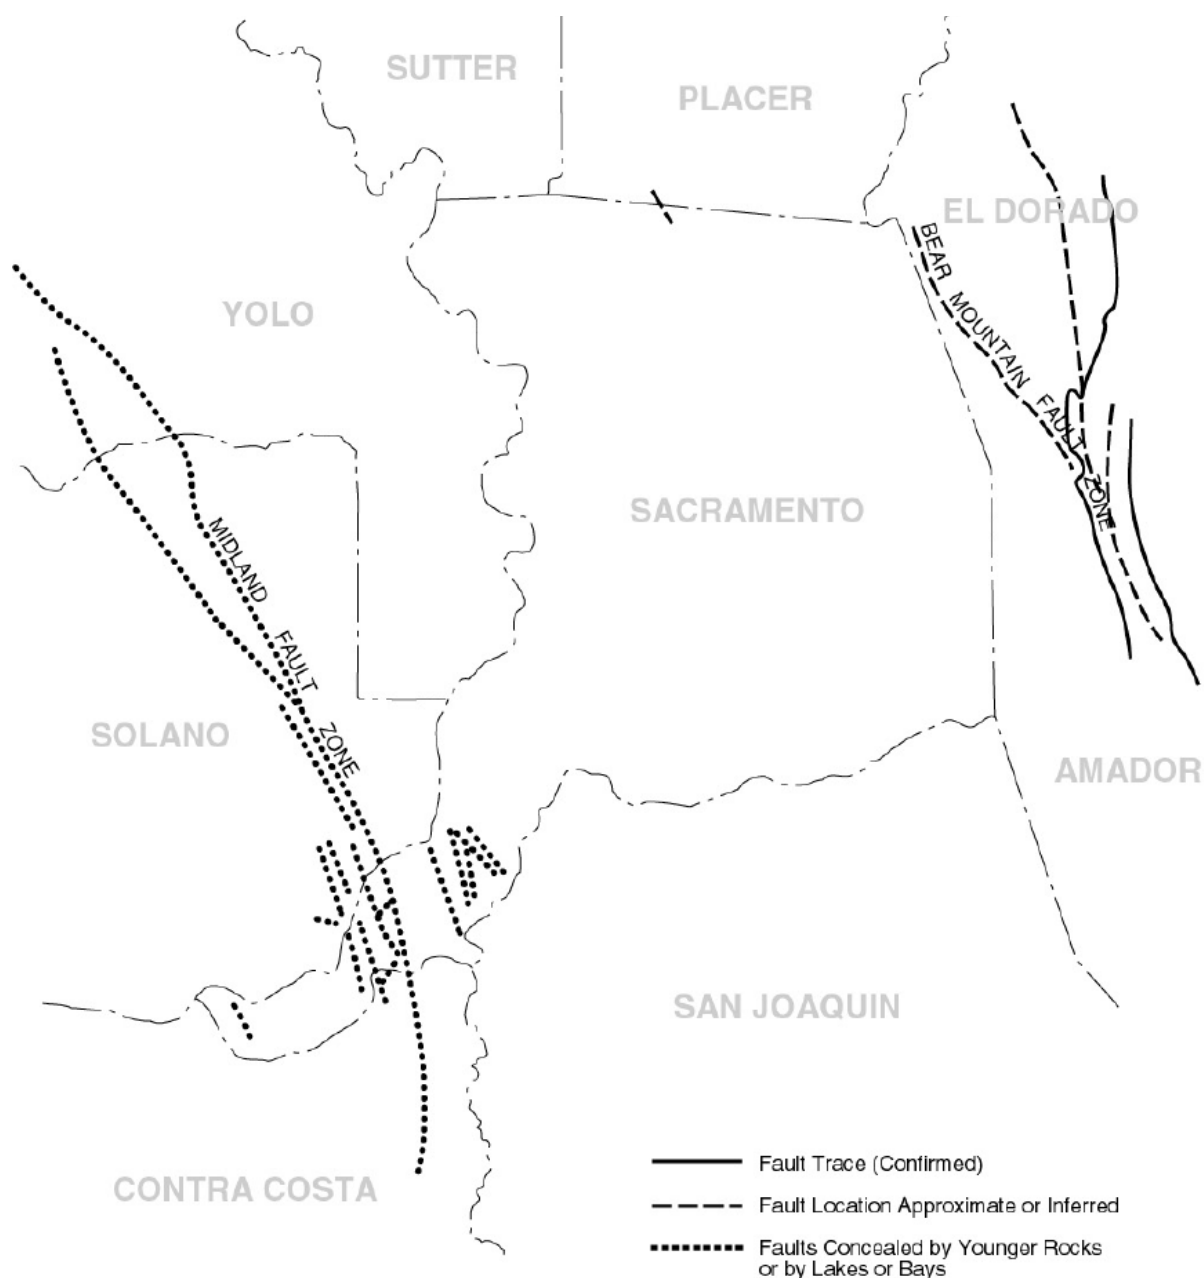 SUTTER
PLACER
EL DORADO
BEAR MOUNTAIN FAULT ZONE
YOLO
SACRAMENTO
MIDLAND FAULT ZONE
SOLANO
AMADOR
SAN JOAQUIN
CONTRA COSTA
Fault Trace (Confirmed)
Fault Location Approximate or Inferred
Faults Concealed by Younger Rocks
or by Lakes or Bays